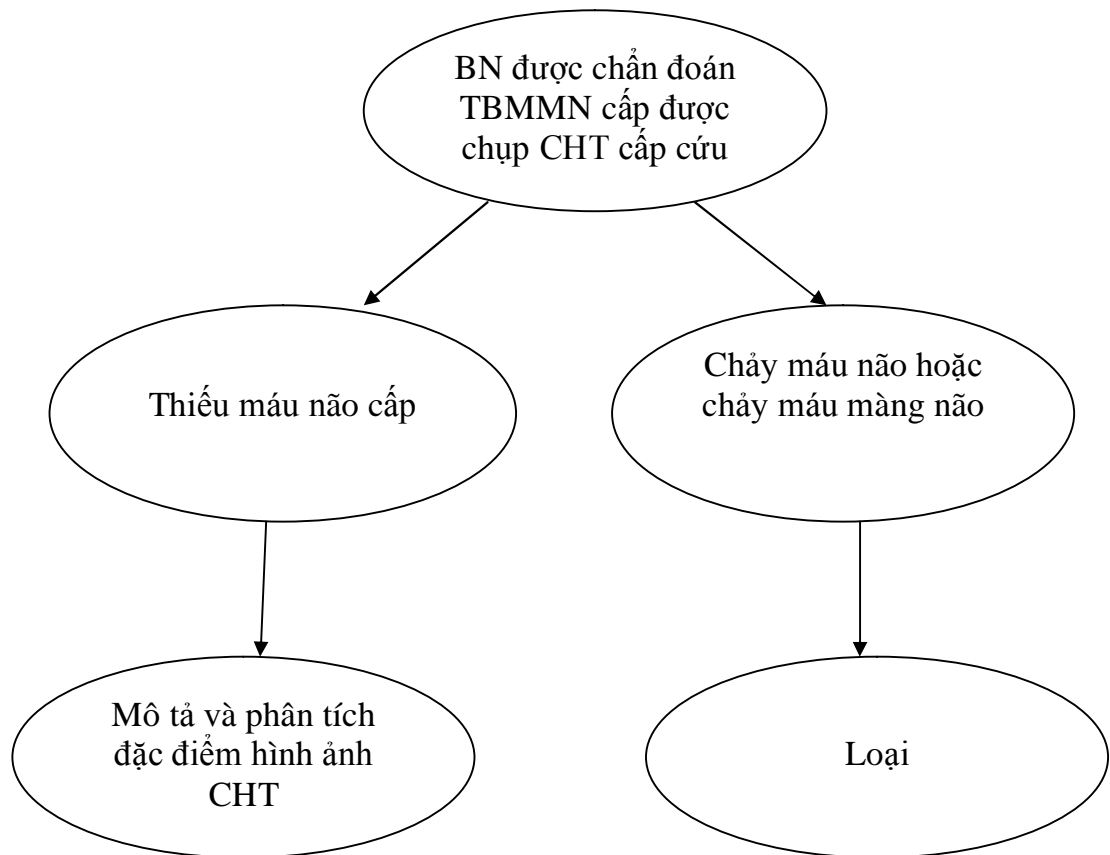 BN được chẩn đoán
TBMMN cấp được
chụp CHT cấp cứu
Thiếu máu não cấp
Chảy máu não hoặc
chảy máu màng não
Mô tả và phân tích
đặc điểm hình ảnh
CHT
Loại